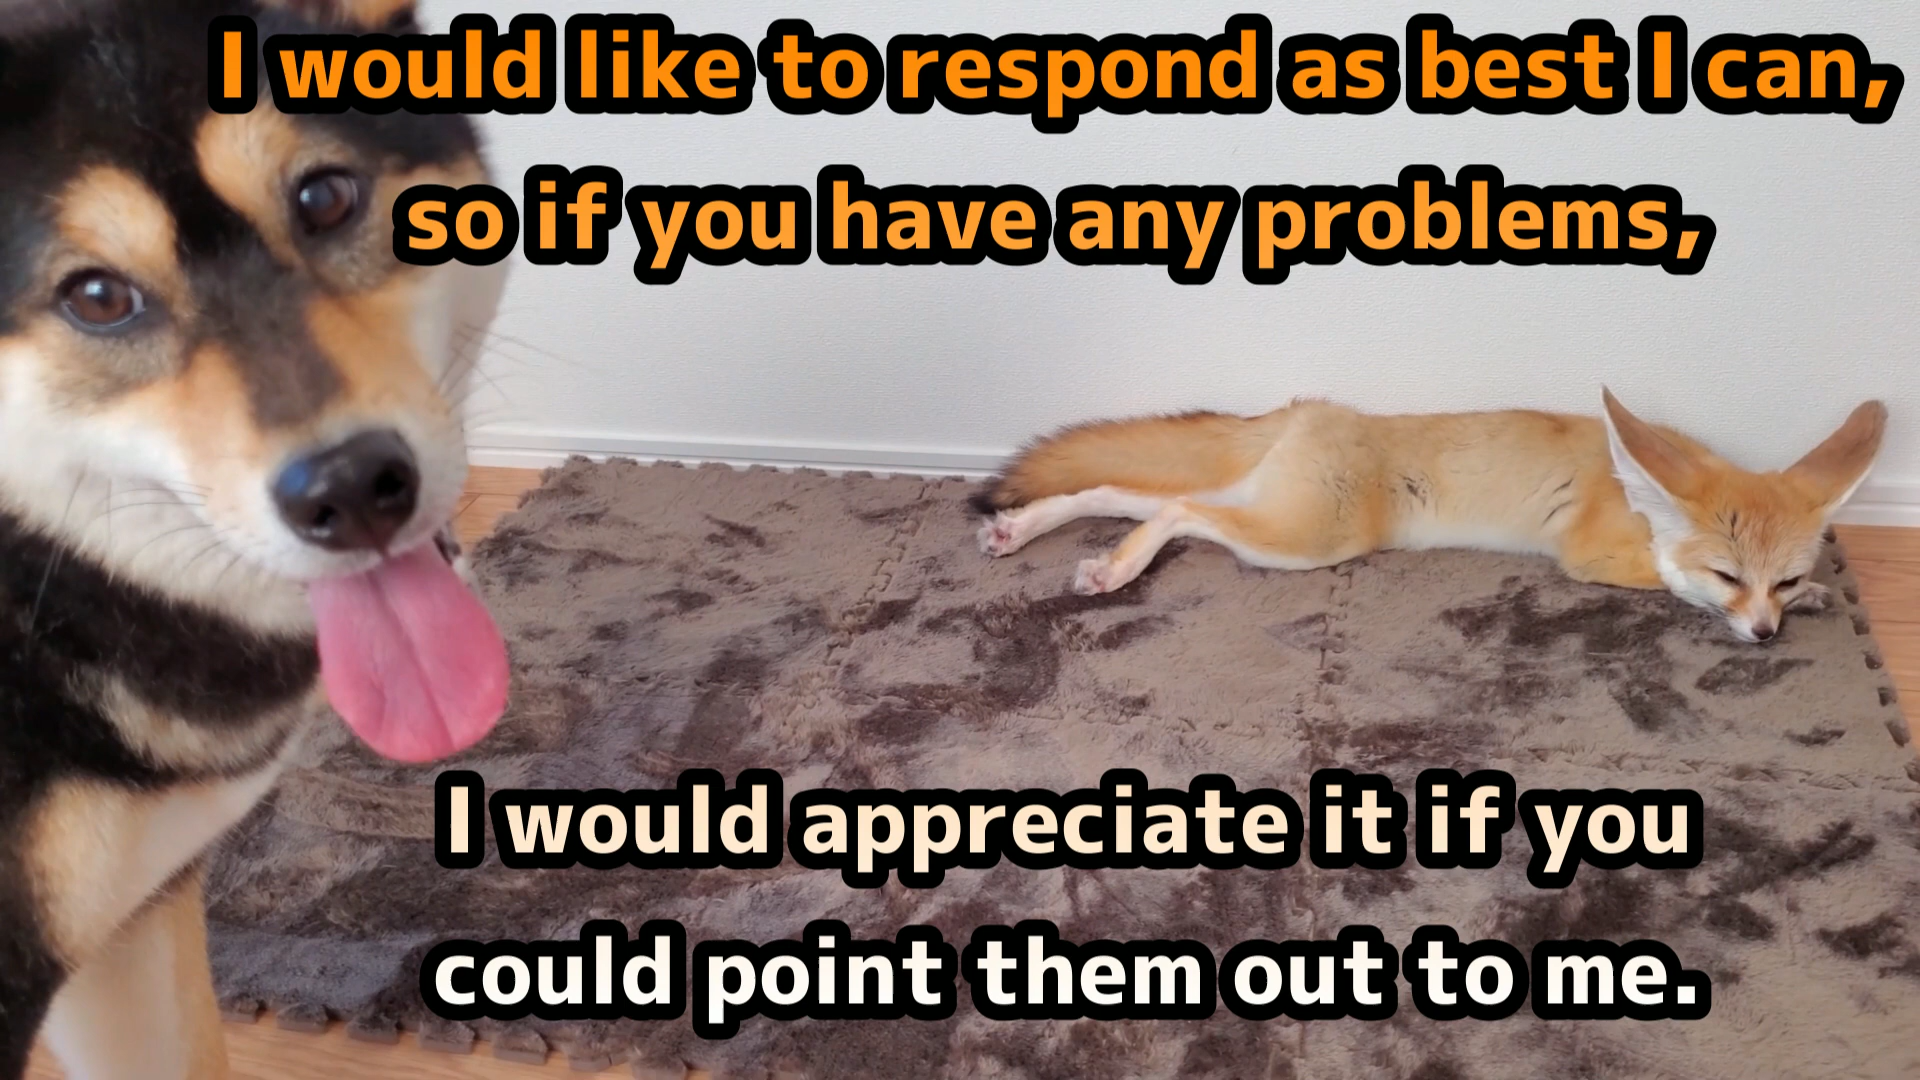 I would like to respond as best I can,
so if you have any problems,
I would appreciate it if you
could point them out to me.